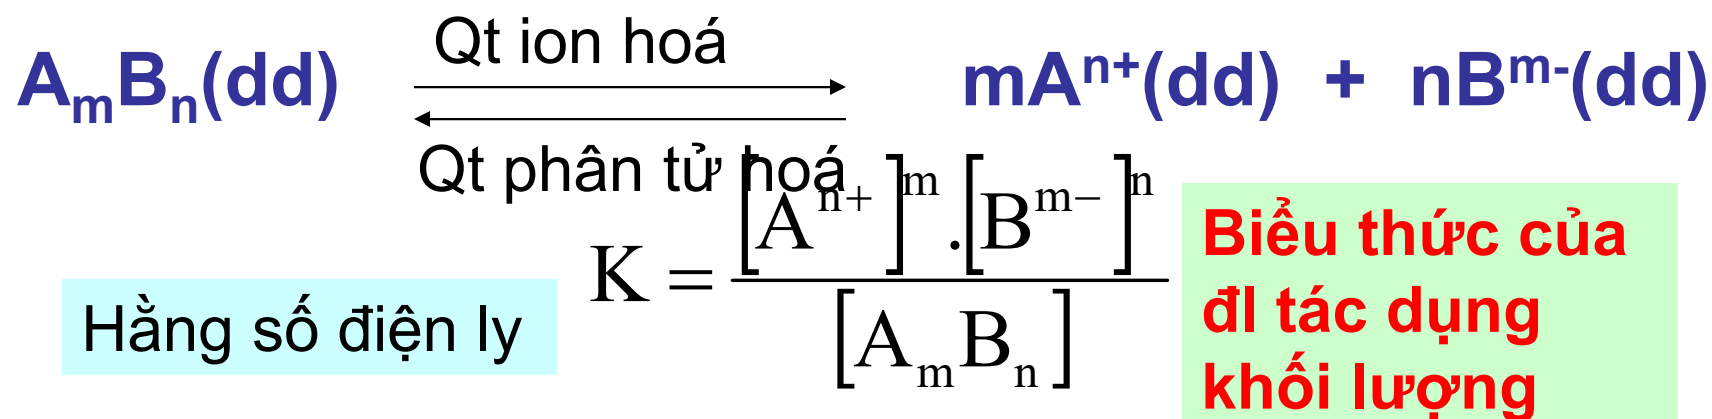 Qt ion hoá
AₘBₙ(dd) ⇄ mAⁿ⁺(dd) + nBᵐ⁻(dd)
Qt phân tử hoá
K = [Aⁿ⁺]ᵐ.[Bᵐ⁻]ⁿ / [AₘBₙ]
Hằng số điện ly
Biểu thức của
đl tác dụng
khối lượng